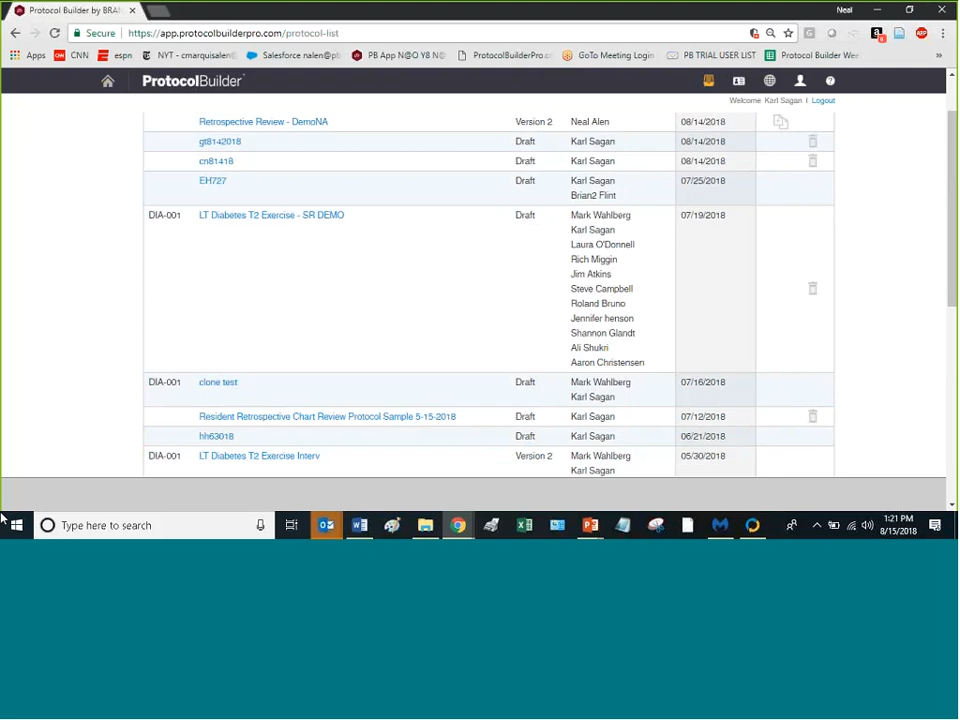 Protocol Builder by BRAN
Neal
Secure https://app.protocolbuilderpro.com/protocol-list
Apps CNN espn NYT - cmarquisalen@ Salesforce nalen@pb PB App N@O Y8 N@ ProtocolBuilderPro.com GoTo Meeting Login PB TRIAL USER LIST Protocol Builder Wee »
ProtocolBuilder
Welcome Karl Sagan | Logout
Retrospective Review - DemoNA Version 2 Neal Alen 08/14/2018
gt8142018 Draft Karl Sagan 08/14/2018
cn81418 Draft Karl Sagan 08/14/2018
EH727 Draft Karl Sagan 07/25/2018
Brian2 Flint
DIA-001 LT Diabetes T2 Exercise - SR DEMO Draft Mark Wahlberg 07/19/2018
Karl Sagan
Laura O'Donnell
Rich Miggin
Jim Atkins
Steve Campbell
Roland Bruno
Jennifer henson
Shannon Glandt
Ali Shukri
Aaron Christensen
DIA-001 clone test Draft Mark Wahlberg 07/16/2018
Karl Sagan
Resident Retrospective Chart Review Protocol Sample 5-15-2018 Draft Karl Sagan 07/12/2018
hh63018 Draft Karl Sagan 06/21/2018
DIA-001 LT Diabetes T2 Exercise Interv Version 2 Mark Wahlberg 05/30/2018
Karl Sagan
Type here to search
1:21 PM
8/15/2018